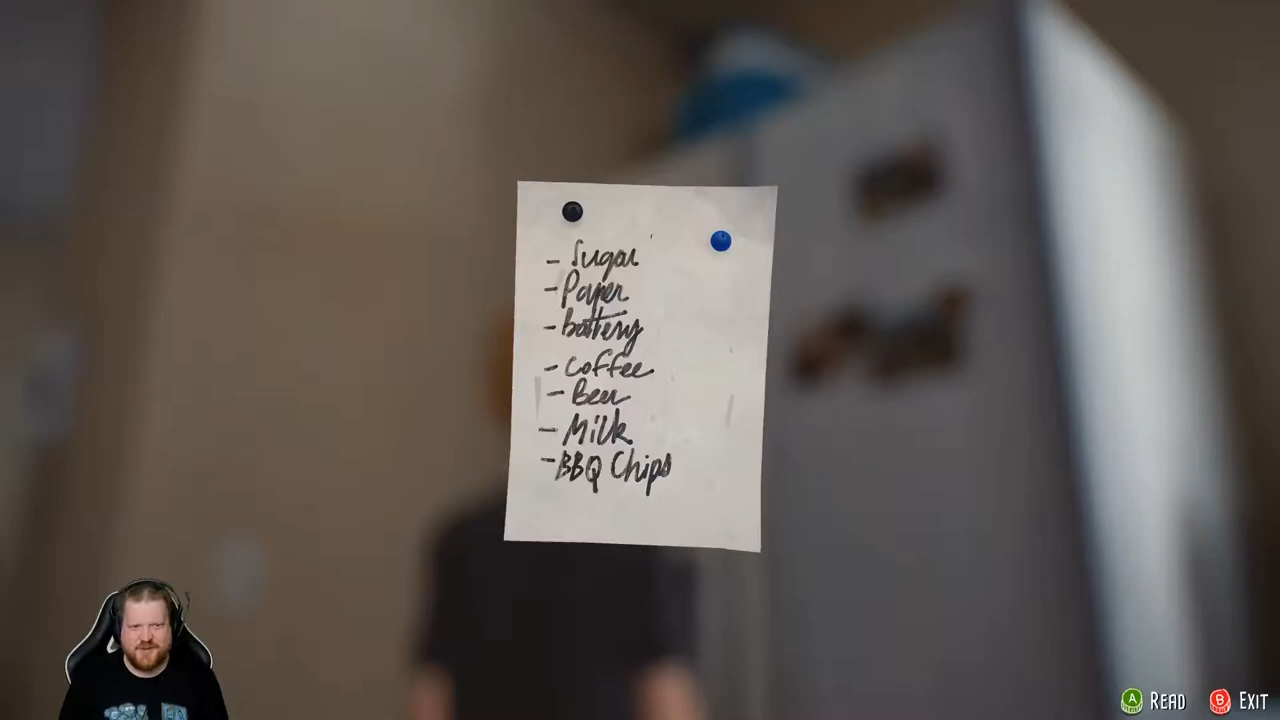 - Sugar
- Paper
- battery
- Coffee
- Beer
- Milk
- BBQ Chips
A READ B EXIT